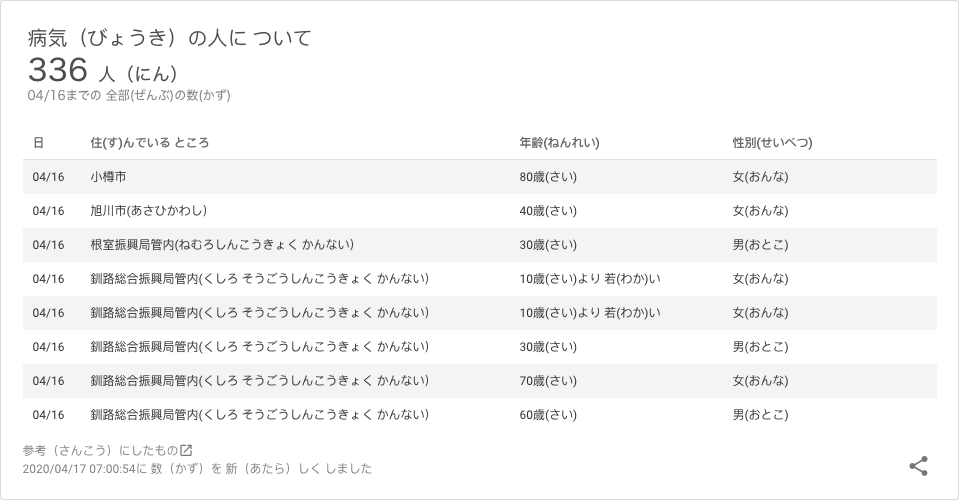 病気（びょうき）の人に ついて
336 人（にん）
04/16までの 全部(ぜんぶ)の数(かず)
日 住(す)んでいる ところ 年齢(ねんれい) 性別(せいべつ)
04/16 小樽市 80歳(さい) 女(おんな)
04/16 旭川市(あさひかわし) 40歳(さい) 女(おんな)
04/16 根室振興局管内(ねむろしんこうきょく かんない) 30歳(さい) 男(おとこ)
04/16 釧路総合振興局管内(くしろ そうごうしんこうきょく かんない) 10歳(さい)より 若(わか)い 女(おんな)
04/16 釧路総合振興局管内(くしろ そうごうしんこうきょく かんない) 10歳(さい)より 若(わか)い 女(おんな)
04/16 釧路総合振興局管内(くしろ そうごうしんこうきょく かんない) 30歳(さい) 男(おとこ)
04/16 釧路総合振興局管内(くしろ そうごうしんこうきょく かんない) 70歳(さい) 女(おんな)
04/16 釧路総合振興局管内(くしろ そうごうしんこうきょく かんない) 60歳(さい) 男(おとこ)
参考（さんこう）にしたもの
2020/04/17 07:00:54に 数（かず）を 新（あたら）しく しました